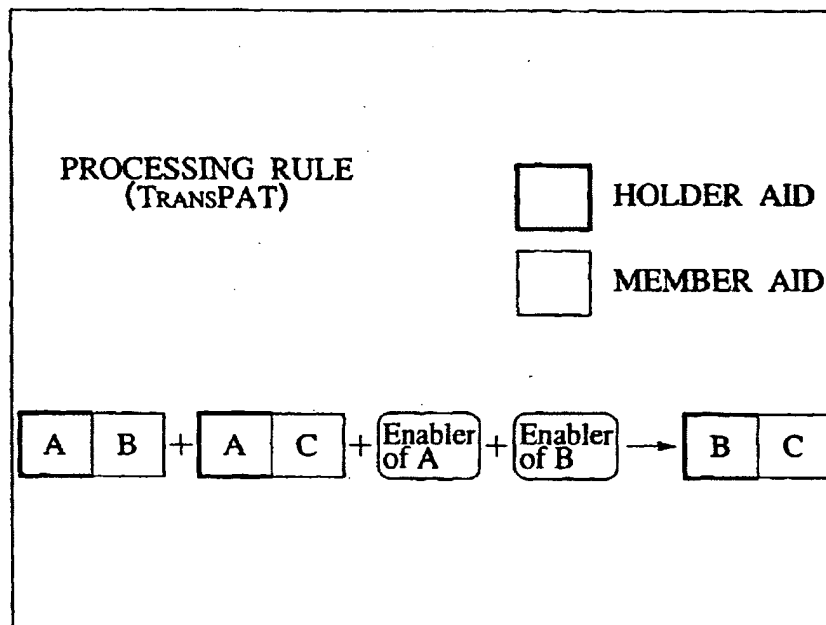 PROCESSING RULE
(TRANSPAT)
HOLDER AID
MEMBER AID
A B + A C + Enabler of A + Enabler of B → B C